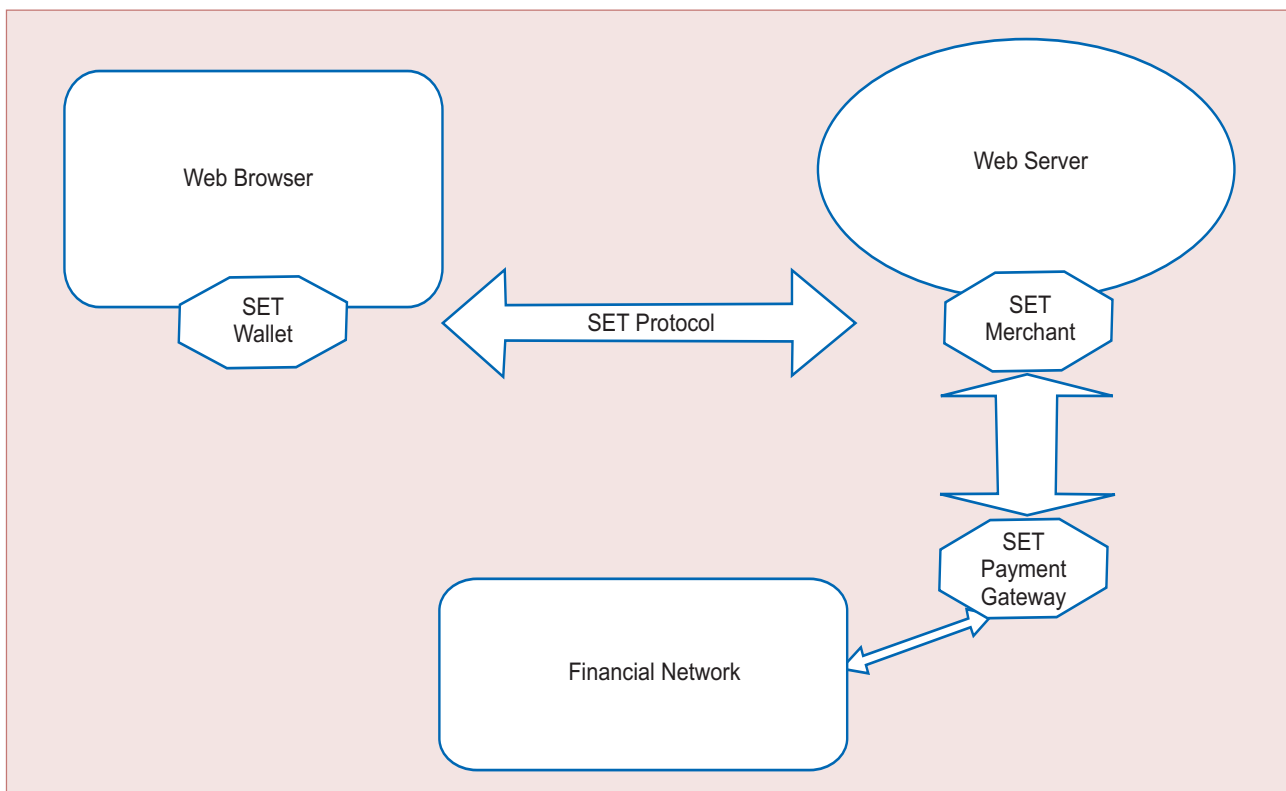 Web Browser
Web Server
SET
Wallet
SET Protocol
SET
Merchant
SET
Payment
Gateway
Financial Network